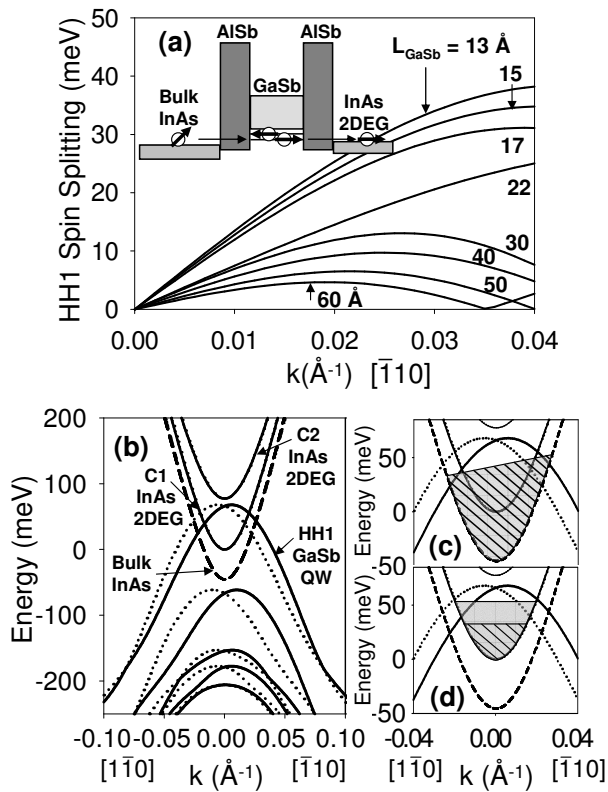 50
40
30
20
10
0
HH1 Spin Splitting (meV)
(a)
AlSb
AlSb
GaSb
Bulk
InAs
InAs
2DEG
L_GaSb = 13 Å
15
17
22
30
40
50
60 Å
0.00 0.01 0.02 0.03 0.04
k(Å⁻¹) [1̄10]
200
100
0
-100
-200
Energy (meV)
(b)
C1
InAs
2DEG
C2
InAs
2DEG
Bulk
InAs
HH1
GaSb
QW
-0.10 -0.05 0.00 0.05 0.10
[11̄0] k (Å⁻¹) [1̄10]
50
0
-50
Energy (meV)
(c)
50
0
-50
Energy (meV)
(d)
-0.04 0.00 0.04
[11̄0] k (Å⁻¹) [1̄10]